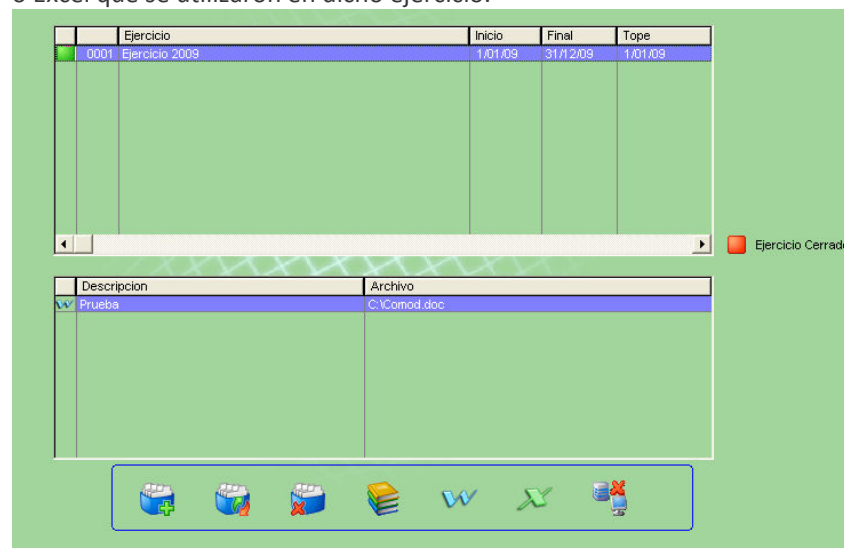 o Excel que se utilizaron en dicho ejercicio.
Ejercicio Inicio Final Tope
0001 Ejercicio 2009 1/01/09 31/12/09 1/01/09
Ejercicio Cerrado
Descripcion Archivo
Prueba C:\Comod.doc